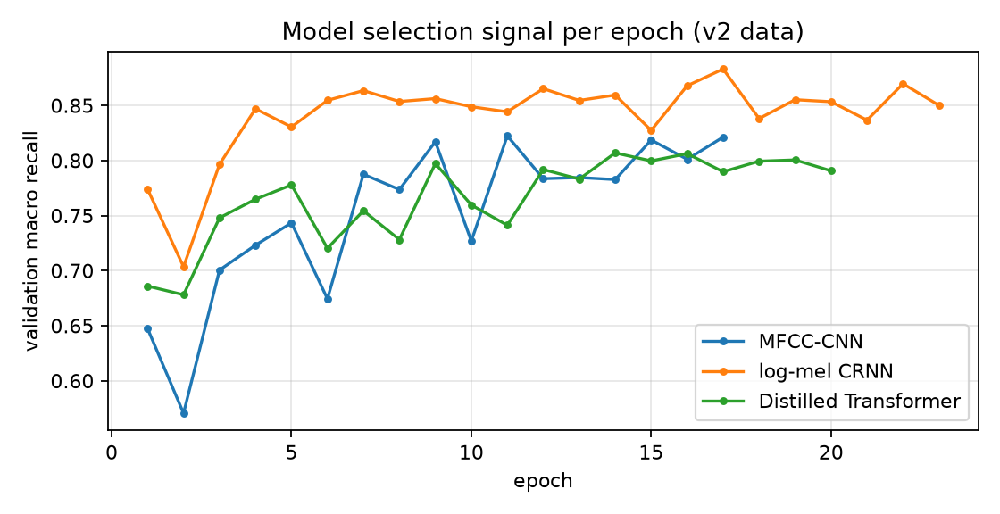 Model selection signal per epoch (v2 data)
validation macro recall
0.85
0.80
0.75
0.70
0.65
0.60
MFCC-CNN
log-mel CRNN
Distilled Transformer
0
5
10
15
20
epoch